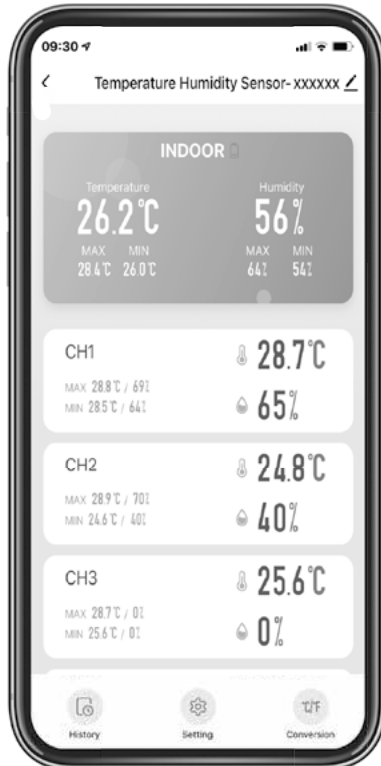 09:30
Temperature Humidity Sensor- xxxxxx
INDOOR
Temperature Humidity
26.2°C 56%
MAX MIN MAX MIN
28.4°C 26.0°C 64% 54%
CH1 28.7°C
MAX 28.8°C / 69%
MIN 28.5°C / 64% 65%
CH2 24.8°C
MAX 28.9°C / 70%
MIN 24.6°C / 40% 40%
CH3 25.6°C
MAX 28.7°C / 0%
MIN 25.6°C / 0% 0%
°C/°F
History Setting Conversion